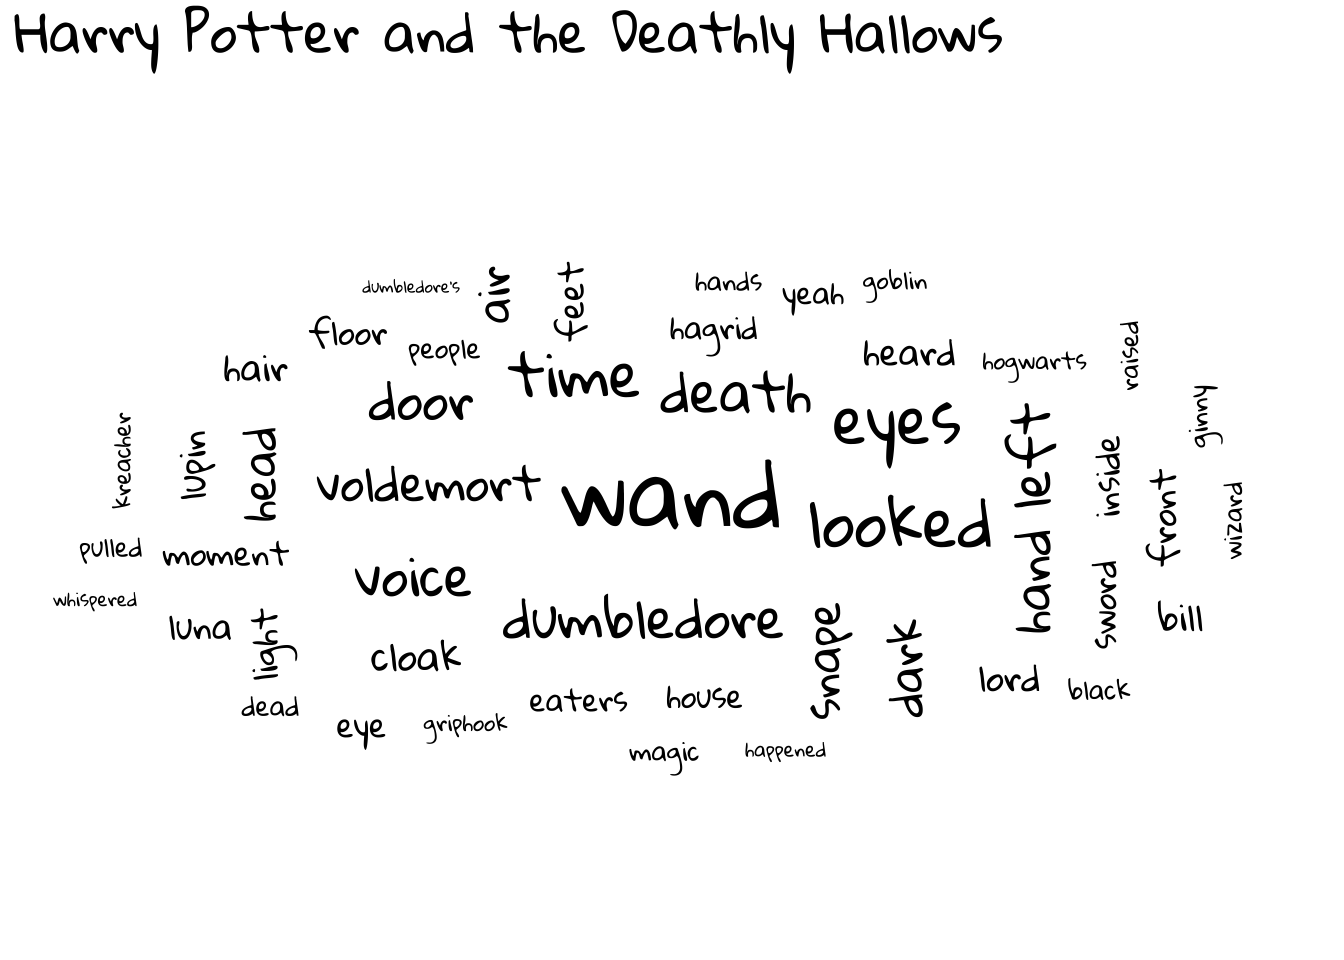 Harry Potter and the Deathly Hallows
dumbledore's
air
feet
hands
yeah
goblin
floor
people
hagrid
heard
hogwarts
raised
hair
door
time
death
eyes
left
ginny
kreacher
lupin
head
voldemort
wand
looked
hand
inside
front
wizard
pulled
moment
voice
sword
whispered
luna
light
cloak
dumbledore
snape
dark
bill
dead
eye
griphook
eaters
house
lord
black
magic
happened